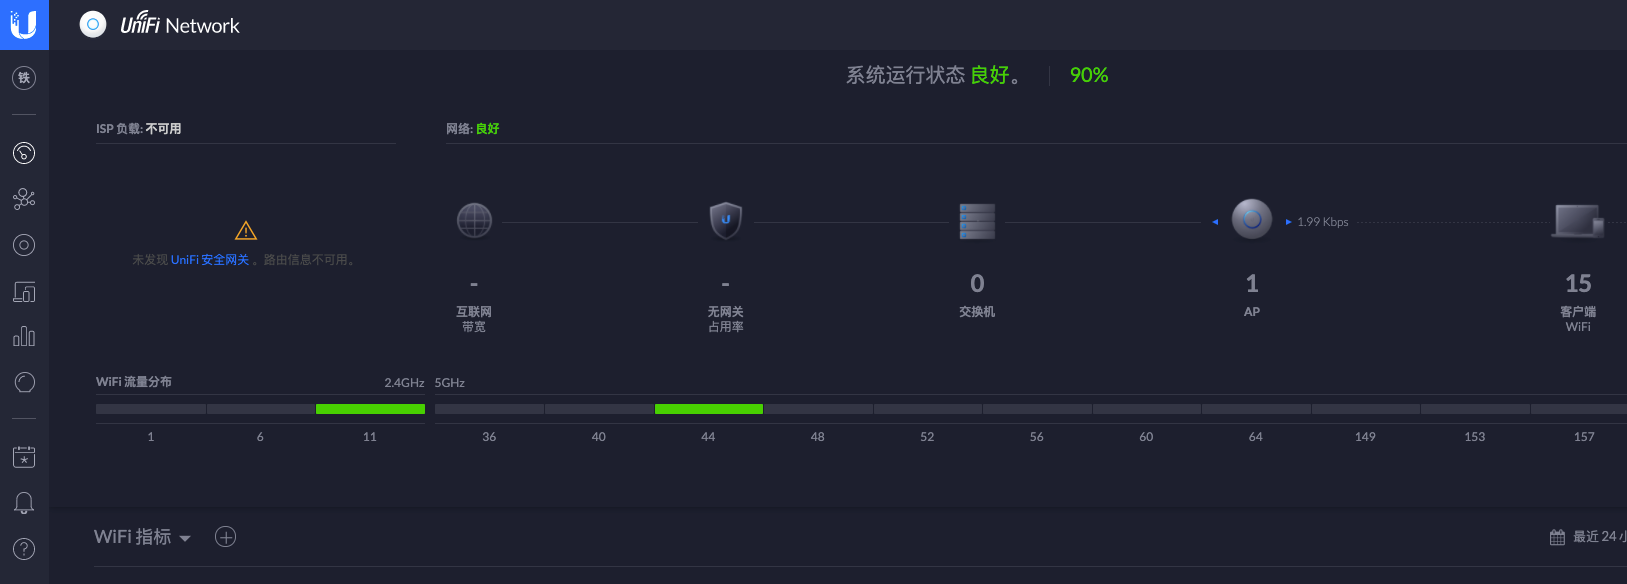 UniFi Network
铁
系统运行状态 良好。 90%
ISP 负载: 不可用
网络: 良好
1.99 Kbps
未发现 UniFi 安全网关 。路由信息不可用。
- - 0 1 15
互联网 无网关 交换机 AP 客户端
带宽 占用率 WiFi
WiFi 流量分布 2.4GHz 5GHz
1 6 11 36 40 44 48 52 56 60 64 149 153 157
WiFi 指标
最近 24